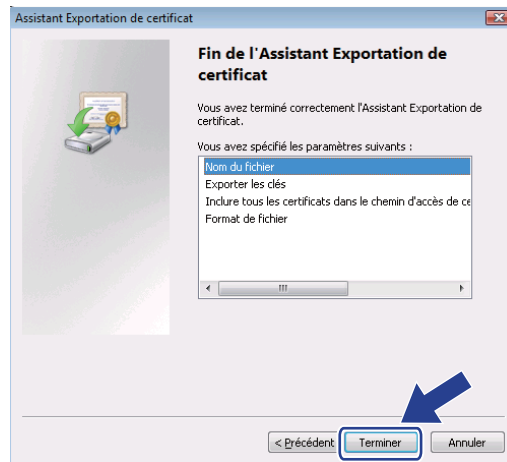 Assistant Exportation de certificat
Fin de l'Assistant Exportation de
certificat
Vous avez terminé correctement l'Assistant Exportation de
certificat.
Vous avez spécifié les paramètres suivants :
Nom du fichier
Exporter les clés
Inclure tous les certificats dans le chemin d'accès de ce
Format de fichier
< Précédent Terminer Annuler